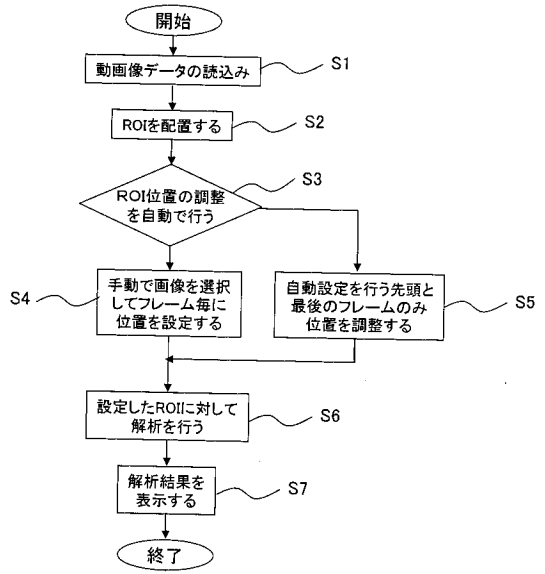 開始
動画像データの読込み
S1
ROIを配置する
S2
ROI位置の調整
を自動で行う
S3
手動で画像を選択
してフレーム毎に
位置を設定する
S4
自動設定を行う先頭と
最後のフレームのみ
位置を調整する
S5
設定したROIに対して
解析を行う
S6
解析結果を
表示する
S7
終了